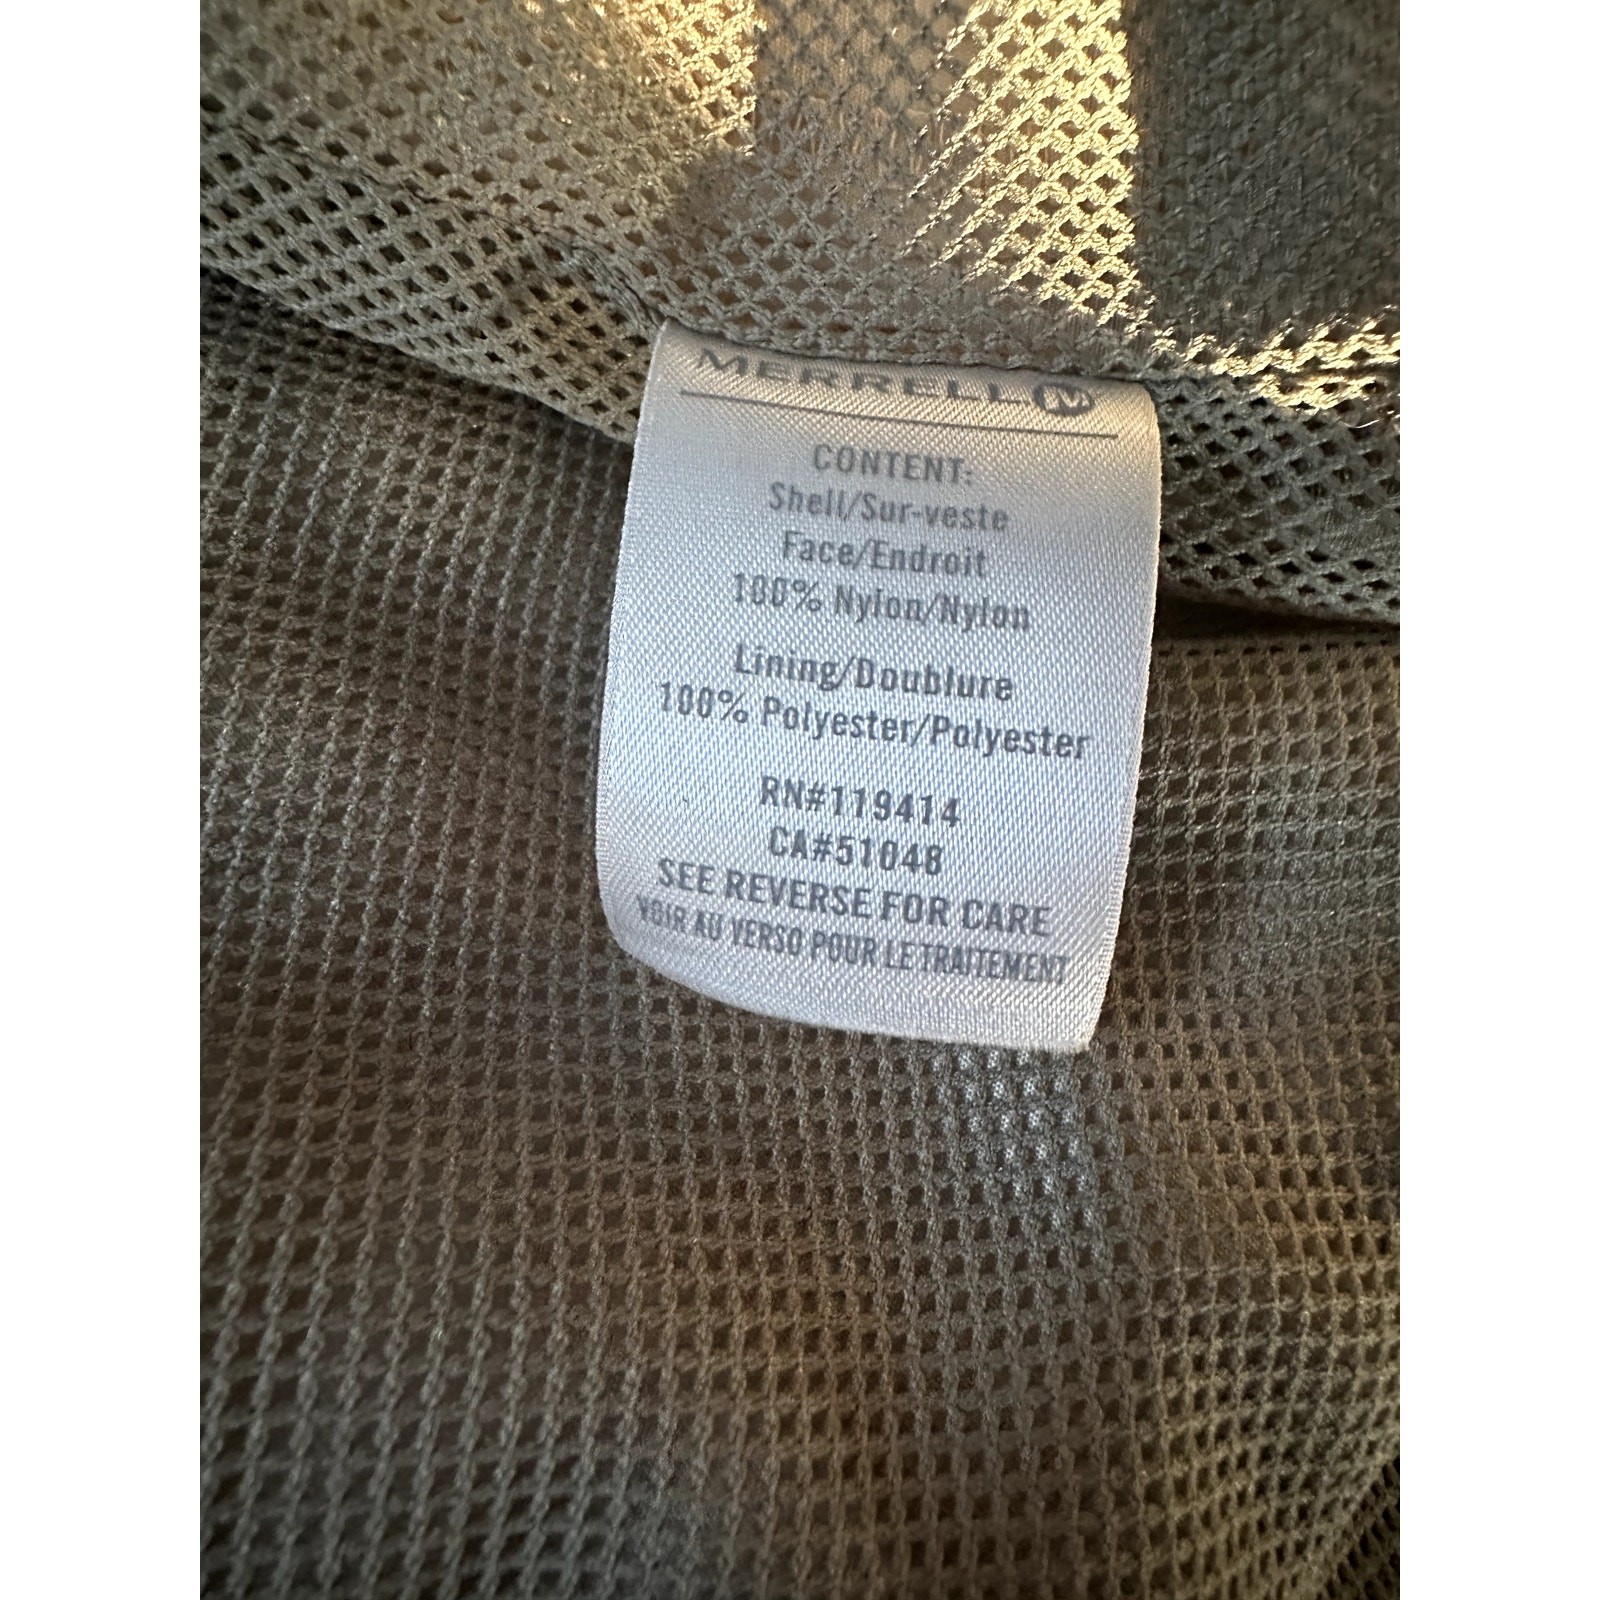 MERRELL
CONTENT:
Shell/Sur-veste
Face/Endroit
100% Nylon/Nylon
Lining/Doublure
100% Polyester/Polyester
RN#119414
CA#51048
SEE REVERSE FOR CARE
VOIR AU VERSO POUR LE TRAITEMENT